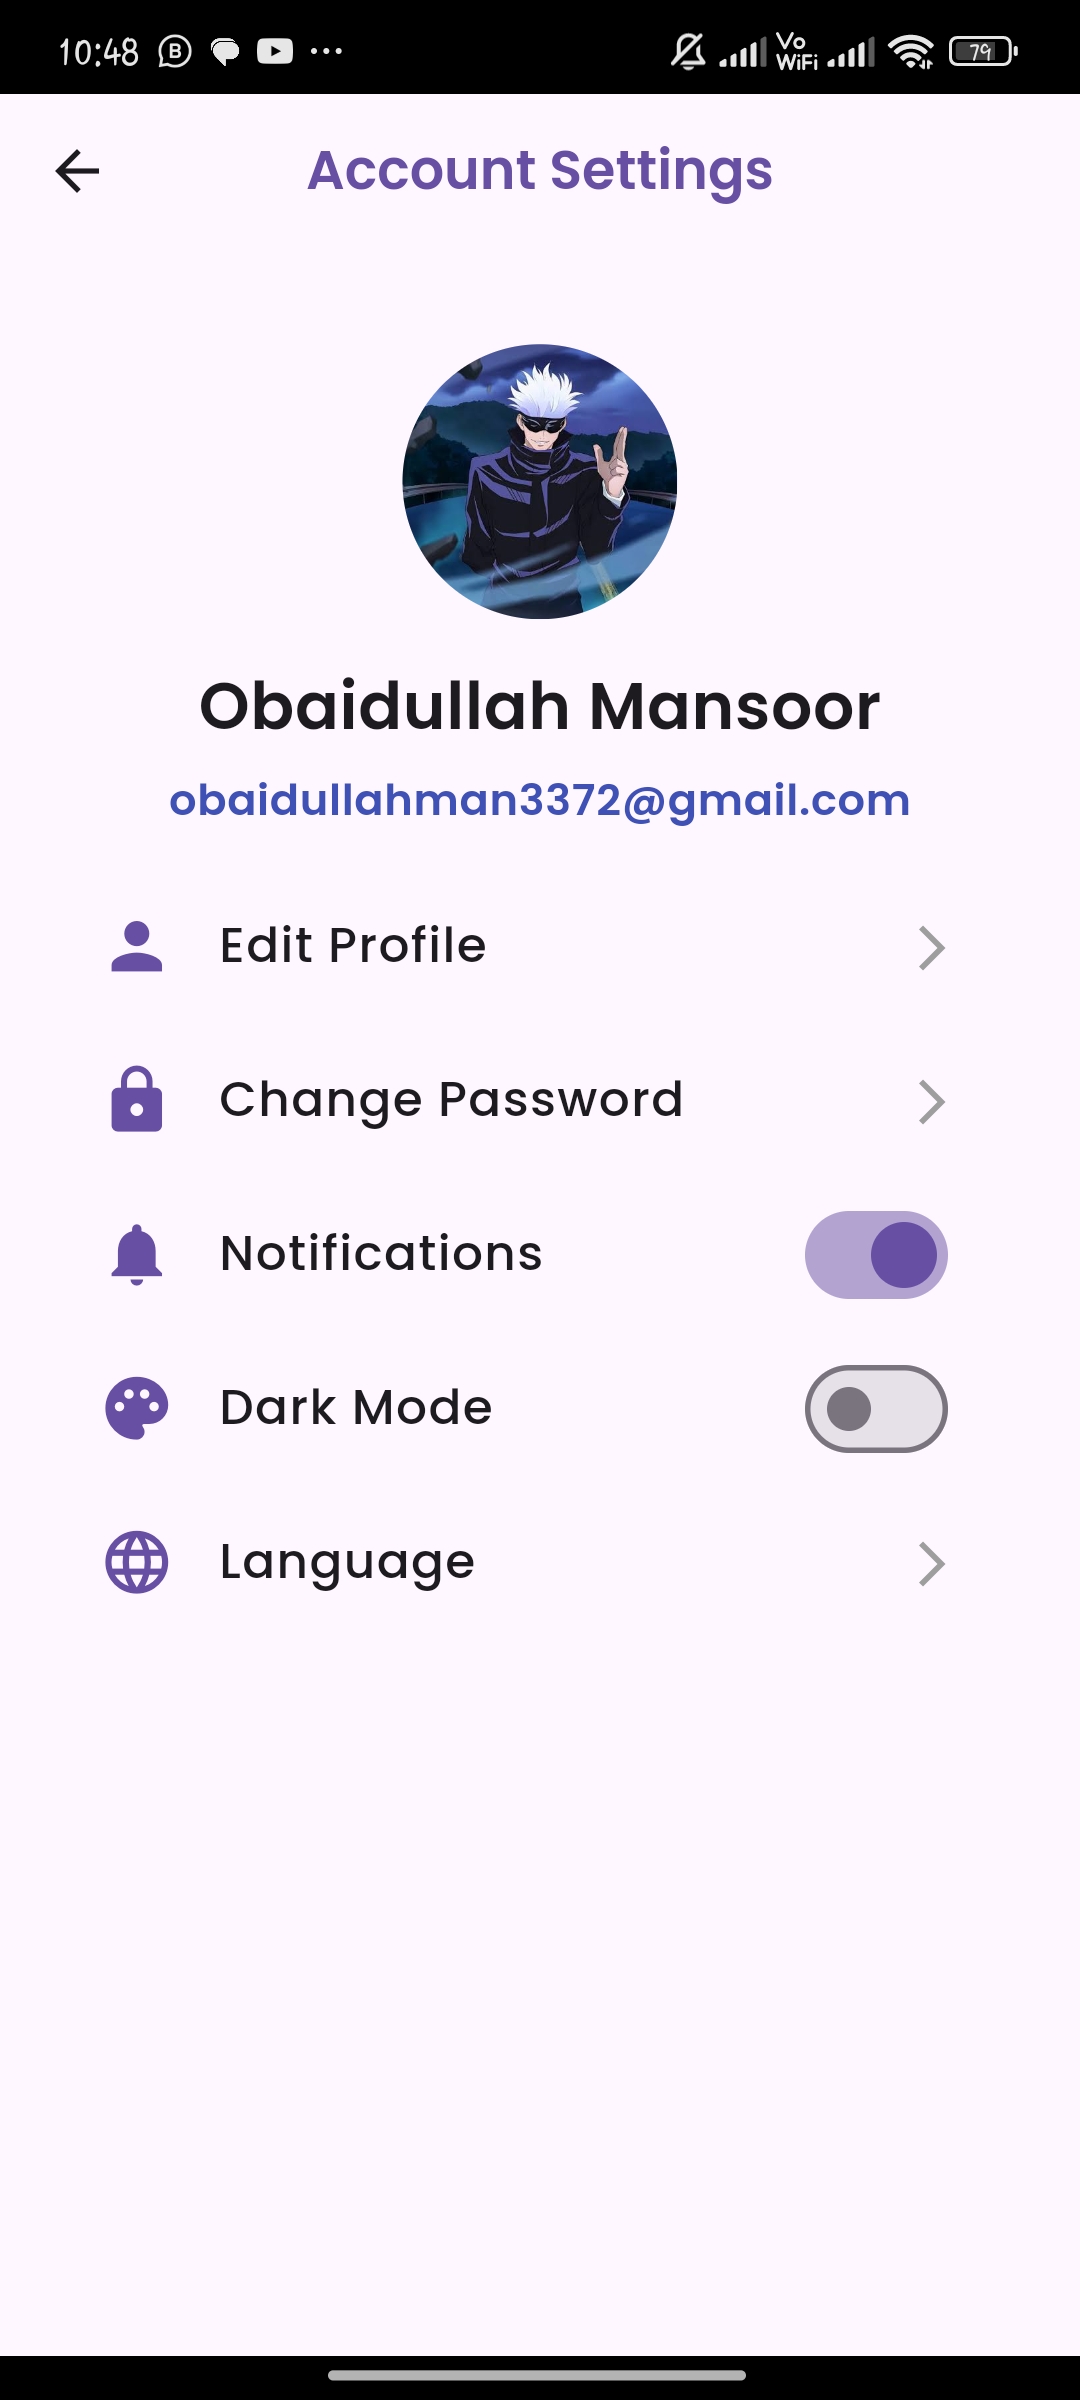 10:48
Vo
WiFi
79
Account Settings
Obaidullah Mansoor
obaidullahman3372@gmail.com
Edit Profile
Change Password
Notifications
Dark Mode
Language